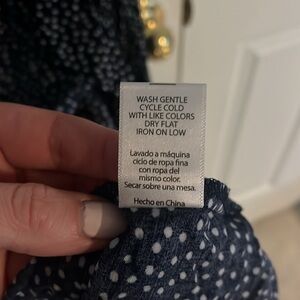 WASH GENTLE
CYCLE COLD
WITH LIKE COLORS
DRY FLAT
IRON ON LOW
Lavado a máquina
ciclo de ropa fina
con ropa del
mismo color.
Secar sobre una mesa.
Hecho en China